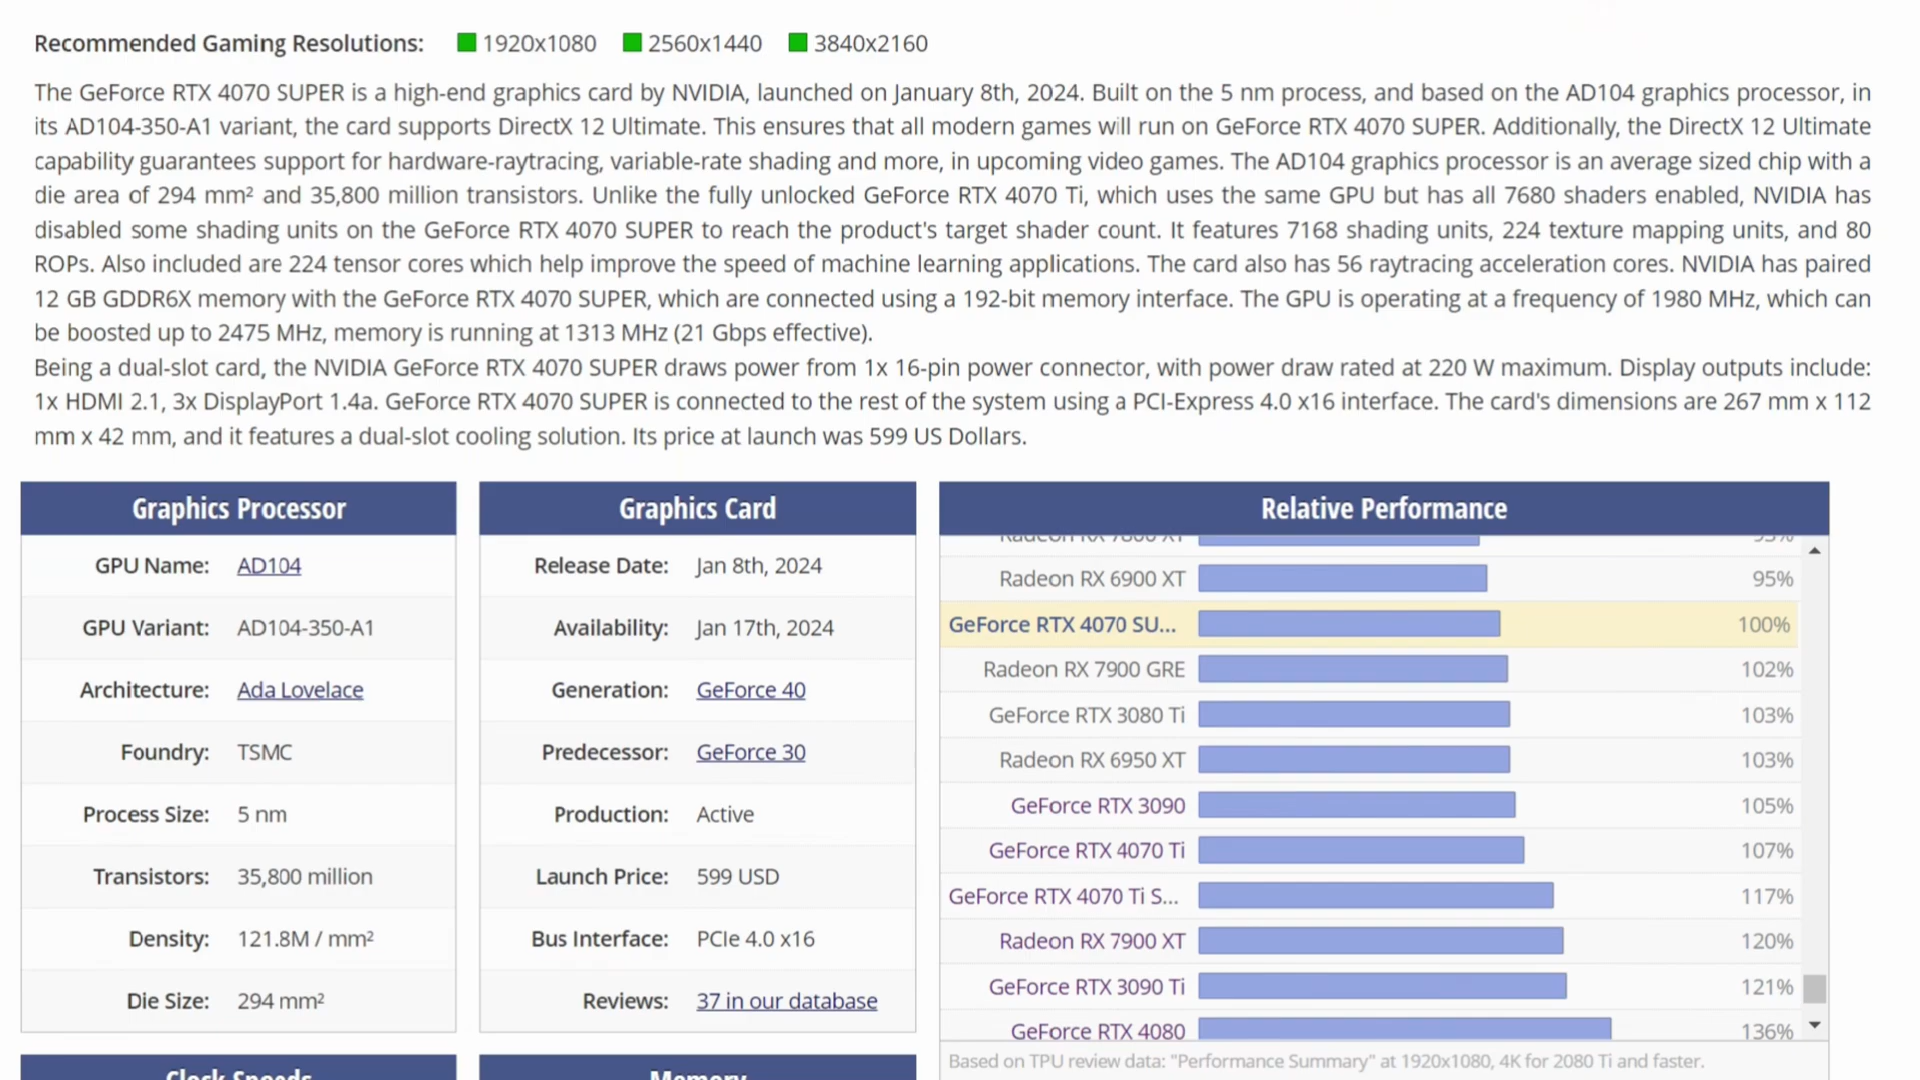 Recommended Gaming Resolutions: 1920x1080 2560x1440 3840x2160
The GeForce RTX 4070 SUPER is a high-end graphics card by NVIDIA, launched on January 8th, 2024. Built on the 5 nm process, and based on the AD104 graphics processor, in
its AD104-350-A1 variant, the card supports DirectX 12 Ultimate. This ensures that all modern games will run on GeForce RTX 4070 SUPER. Additionally, the DirectX 12 Ultimate
capability guarantees support for hardware-raytracing, variable-rate shading and more, in upcoming video games. The AD104 graphics processor is an average sized chip with a
die area of 294 mm² and 35,800 million transistors. Unlike the fully unlocked GeForce RTX 4070 Ti, which uses the same GPU but has all 7680 shaders enabled, NVIDIA has
disabled some shading units on the GeForce RTX 4070 SUPER to reach the product's target shader count. It features 7168 shading units, 224 texture mapping units, and 80
ROPs. Also included are 224 tensor cores which help improve the speed of machine learning applications. The card also has 56 raytracing acceleration cores. NVIDIA has paired
12 GB GDDR6X memory with the GeForce RTX 4070 SUPER, which are connected using a 192-bit memory interface. The GPU is operating at a frequency of 1980 MHz, which can
be boosted up to 2475 MHz, memory is running at 1313 MHz (21 Gbps effective).
Being a dual-slot card, the NVIDIA GeForce RTX 4070 SUPER draws power from 1x 16-pin power connector, with power draw rated at 220 W maximum. Display outputs include:
1x HDMI 2.1, 3x DisplayPort 1.4a. GeForce RTX 4070 SUPER is connected to the rest of the system using a PCI-Express 4.0 x16 interface. The card's dimensions are 267 mm x 112
mm x 42 mm, and it features a dual-slot cooling solution. Its price at launch was 599 US Dollars.
Graphics Processor
GPU Name: AD104
GPU Variant: AD104-350-A1
Architecture: Ada Lovelace
Foundry: TSMC
Process Size: 5 nm
Transistors: 35,800 million
Density: 121.8M / mm²
Die Size: 294 mm²
Graphics Card
Release Date: Jan 8th, 2024
Availability: Jan 17th, 2024
Generation: GeForce 40
Predecessor: GeForce 30
Production: Active
Launch Price: 599 USD
Bus Interface: PCIe 4.0 x16
Reviews: 37 in our database
Relative Performance
Radeon RX 7800 XT 93%
Radeon RX 6900 XT 95%
GeForce RTX 4070 SU... 100%
Radeon RX 7900 GRE 102%
GeForce RTX 3080 Ti 103%
Radeon RX 6950 XT 103%
GeForce RTX 3090 105%
GeForce RTX 4070 Ti 107%
GeForce RTX 4070 Ti S... 117%
Radeon RX 7900 XT 120%
GeForce RTX 3090 Ti 121%
GeForce RTX 4080 136%
Based on TPU review data: "Performance Summary" at 1920x1080, 4K for 2080 Ti and faster.
Clock Speeds
Memory